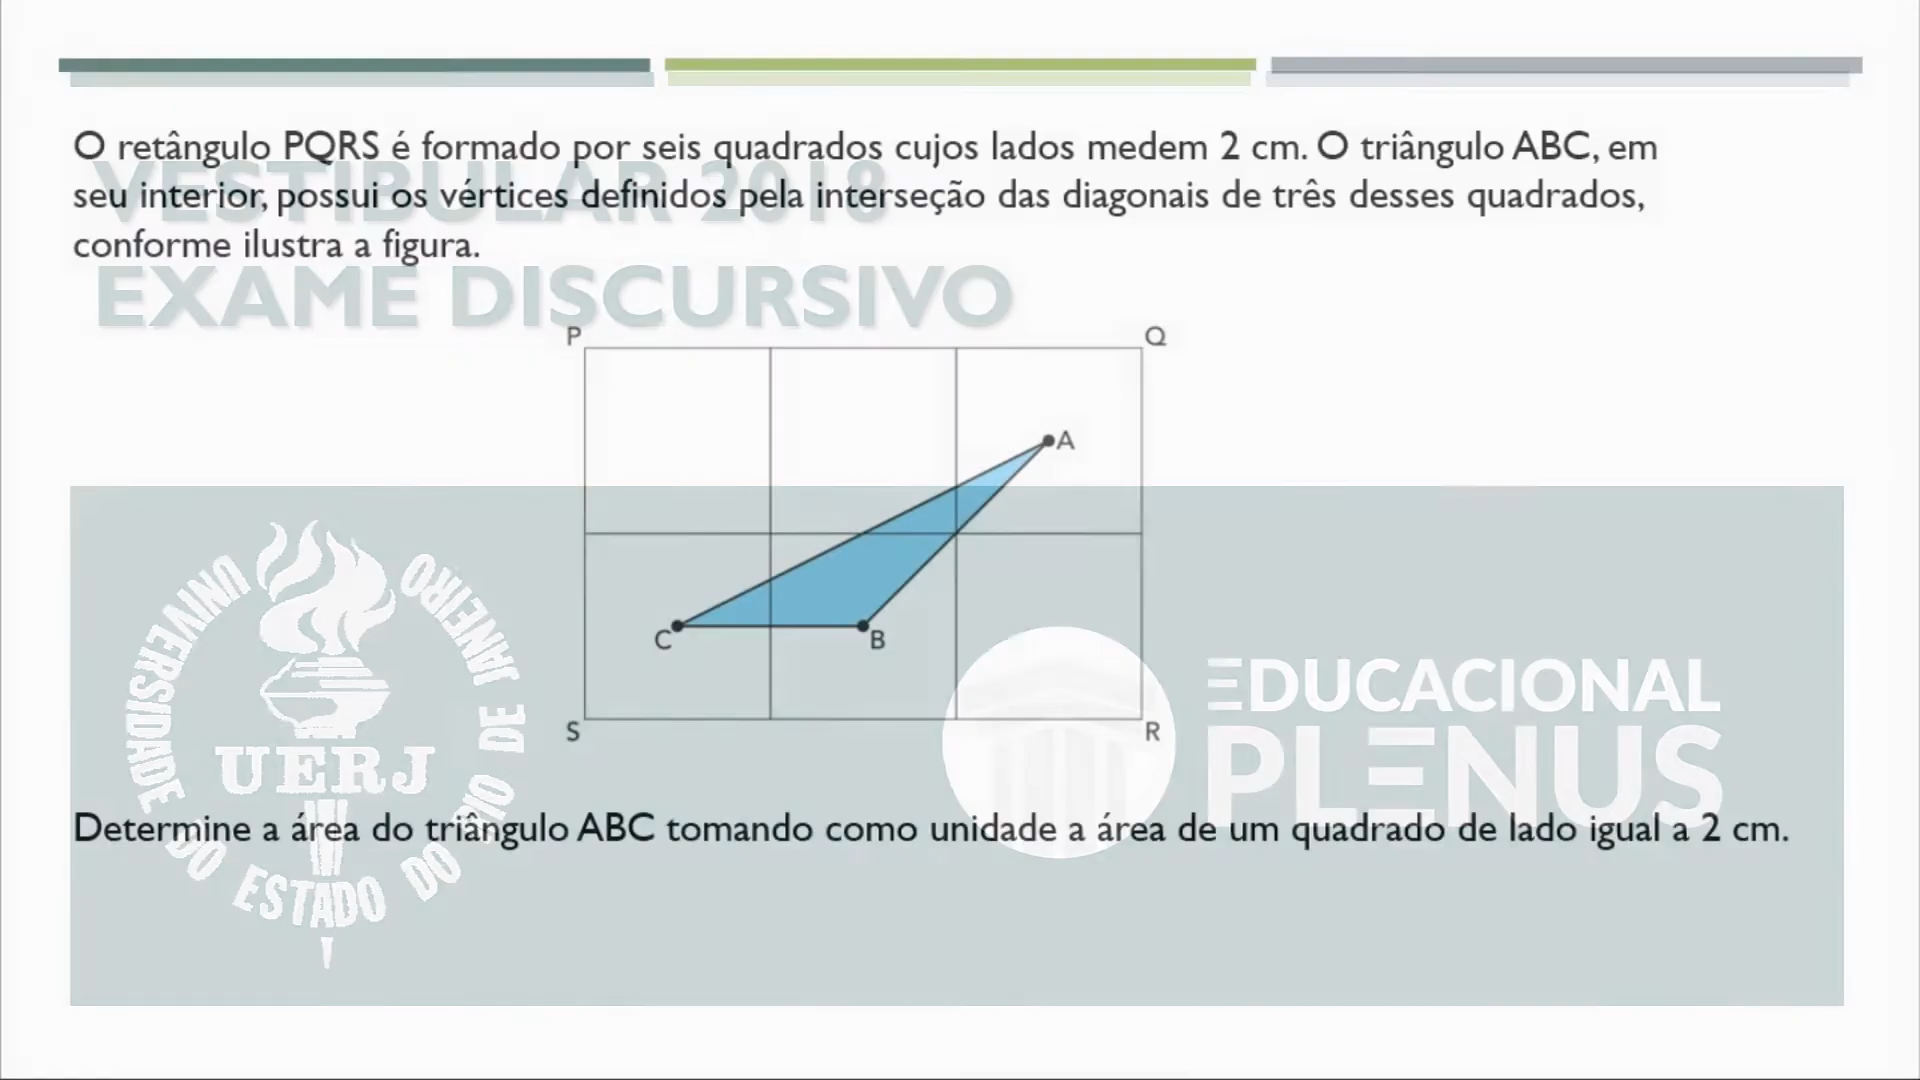 O retângulo PQRS é formado por seis quadrados cujos lados medem 2 cm. O triângulo ABC, em
VESTIBULAR 2018
seu interior, possui os vértices definidos pela interseção das diagonais de três desses quadrados,
conforme ilustra a figura.
EXAME DISCURSIVO
P
Q
A
C
B
S
R
UNIVERSIDADE DO ESTADO DO RIO DE JANEIRO
UERJ
EDUCACIONAL
PLENUS
Determine a área do triângulo ABC tomando como unidade a área de um quadrado de lado igual a 2 cm.